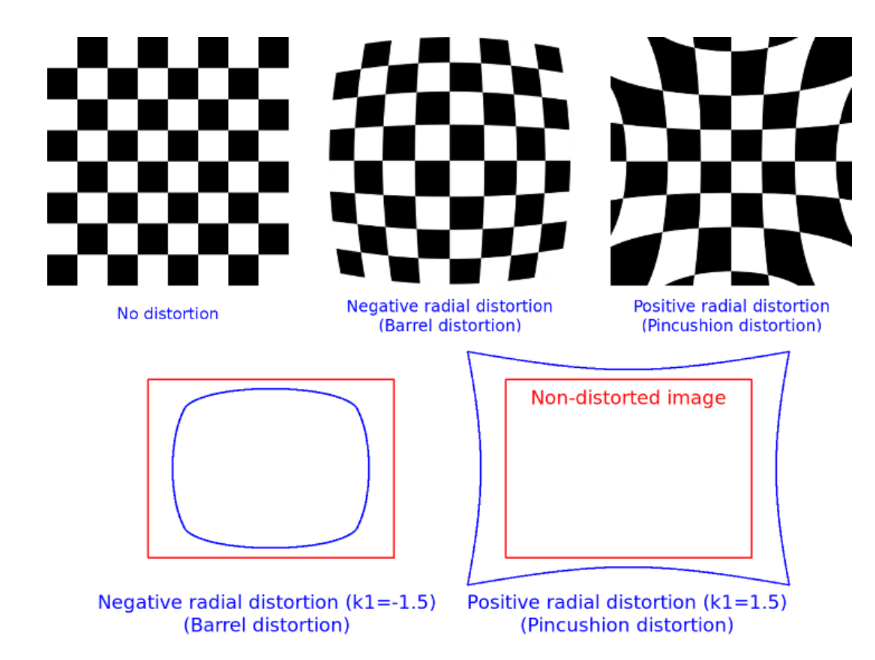 No distortion
Negative radial distortion
(Barrel distortion)
Positive radial distortion
(Pincushion distortion)
Non-distorted image
Negative radial distortion (k1=-1.5)
(Barrel distortion)
Positive radial distortion (k1=1.5)
(Pincushion distortion)